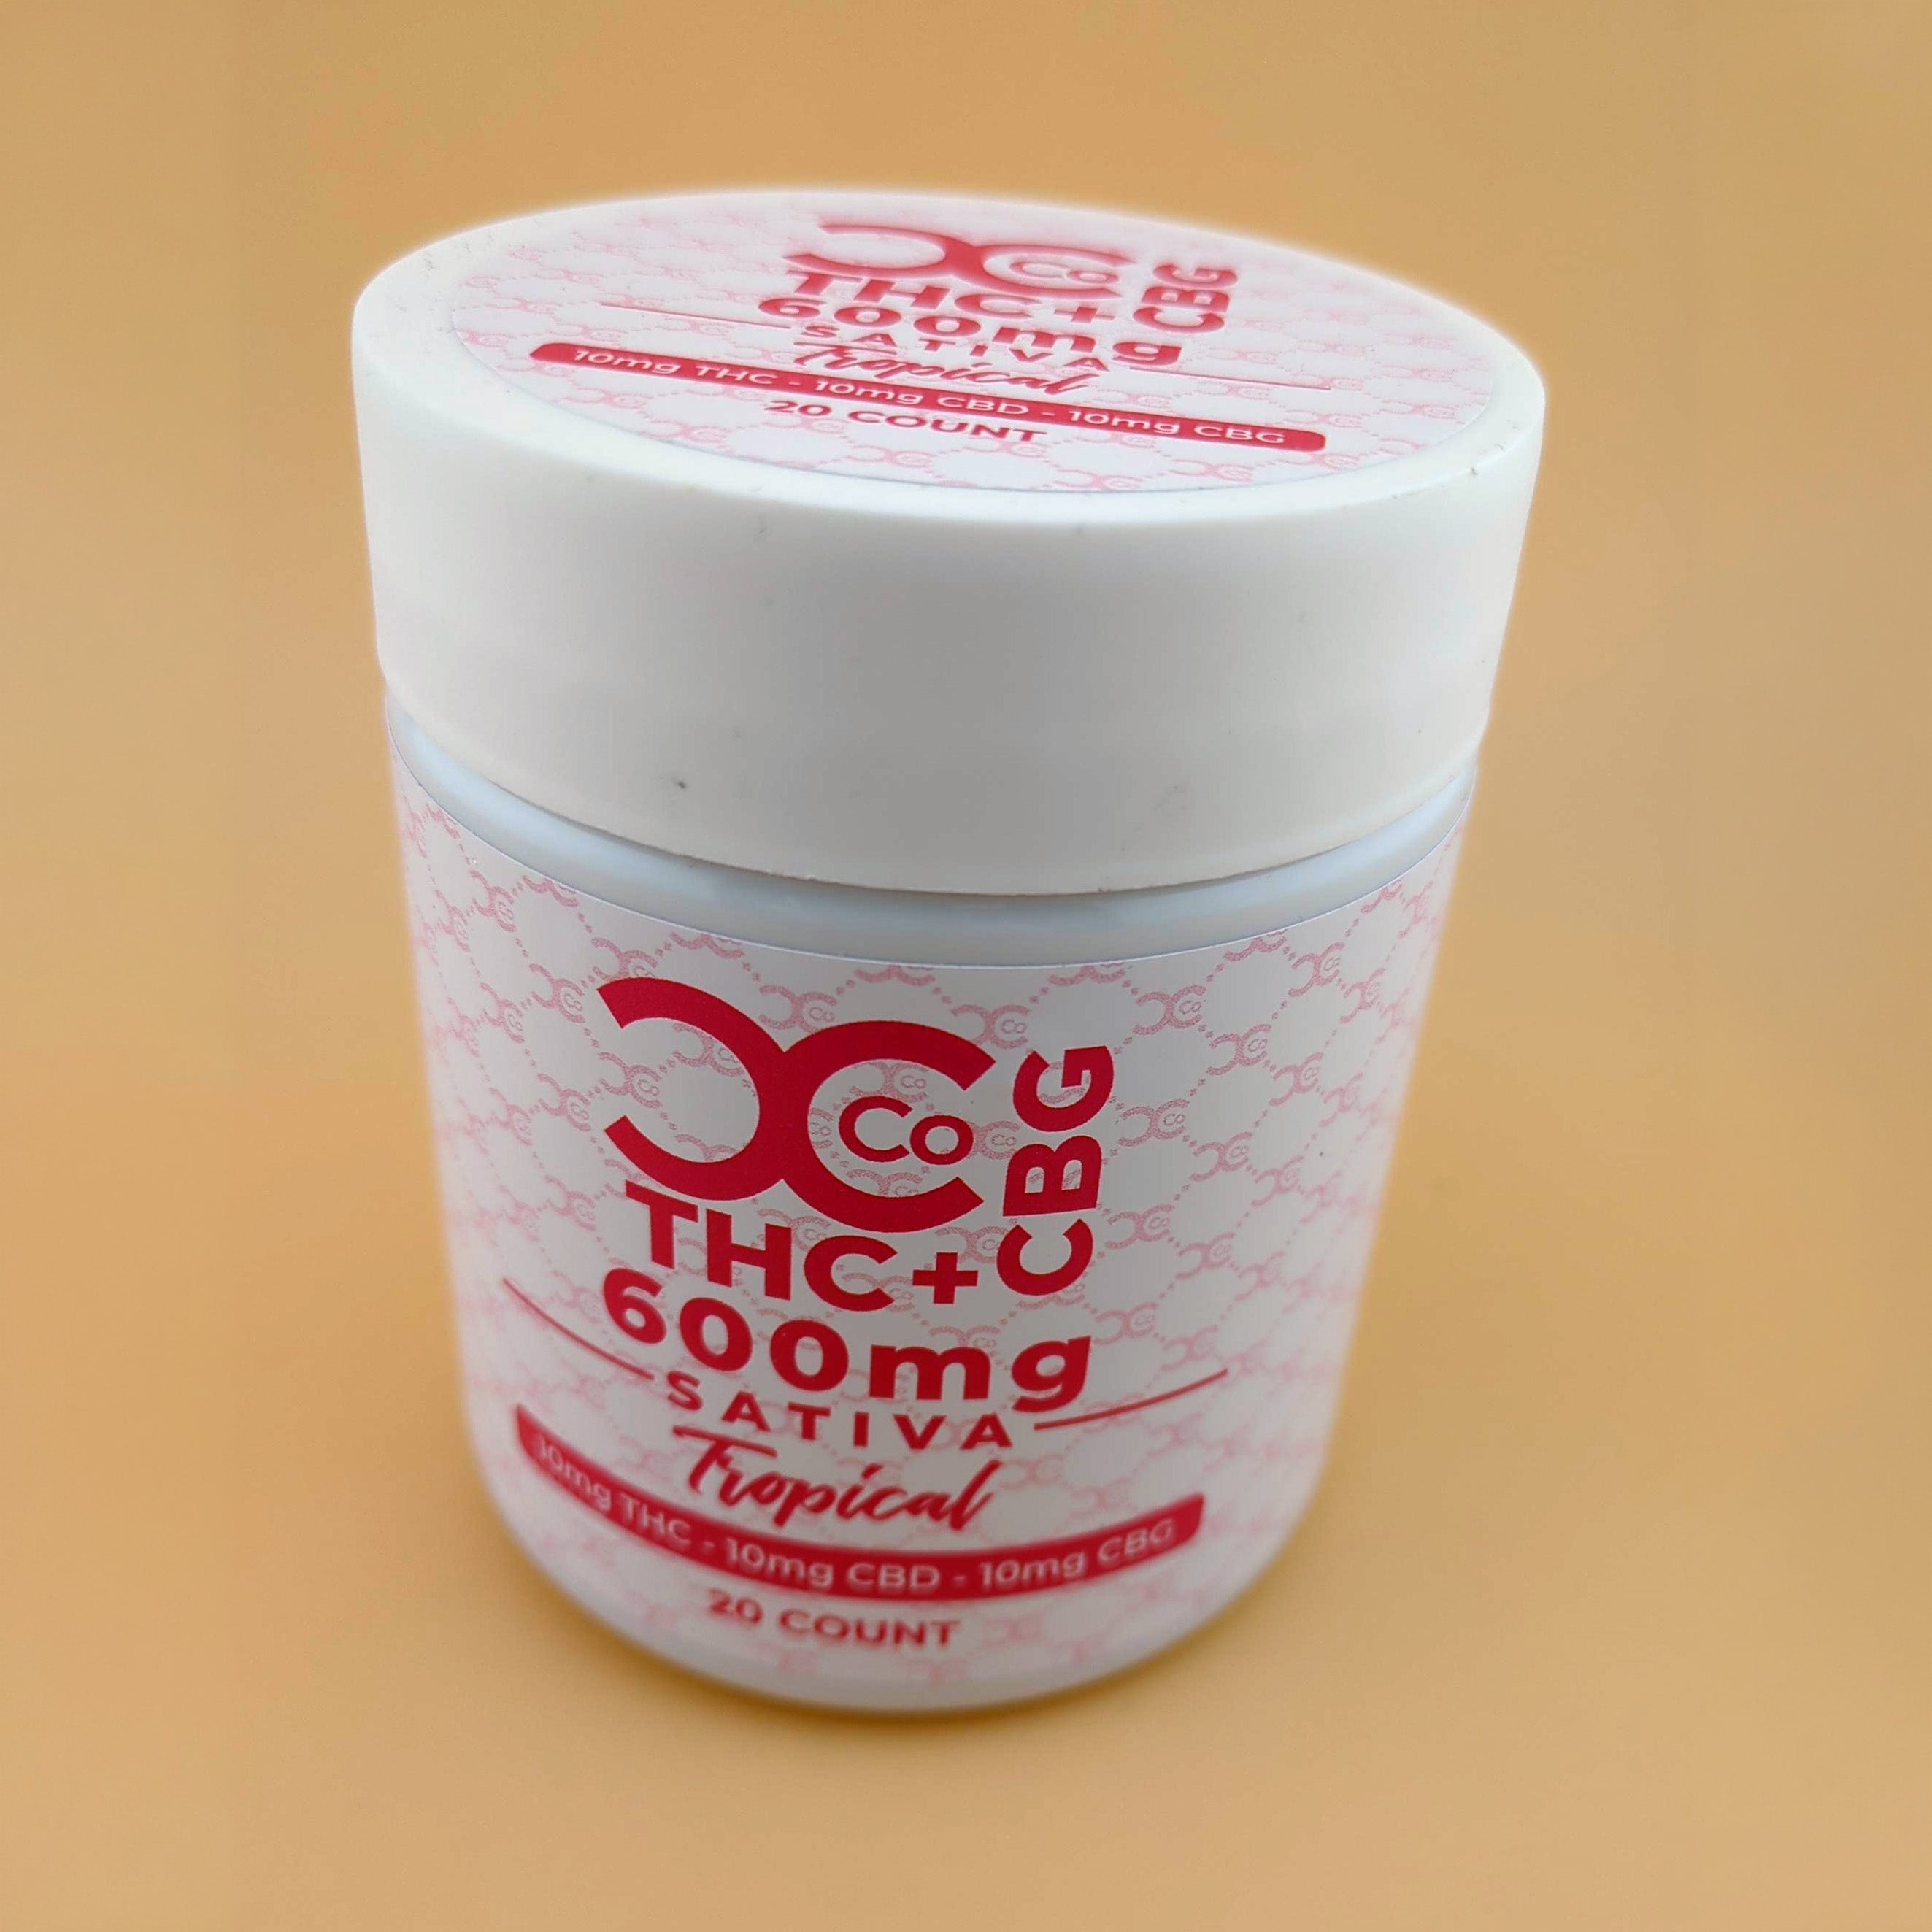 Co
THC+CBG
600mg
SATIVA
Tropical
10mg THC - 10mg CBD - 10mg CBG
20 COUNT
Co
THC+CBG
600mg
SATIVA
Tropical
10mg THC - 10mg CBD - 10mg CBG
20 COUNT